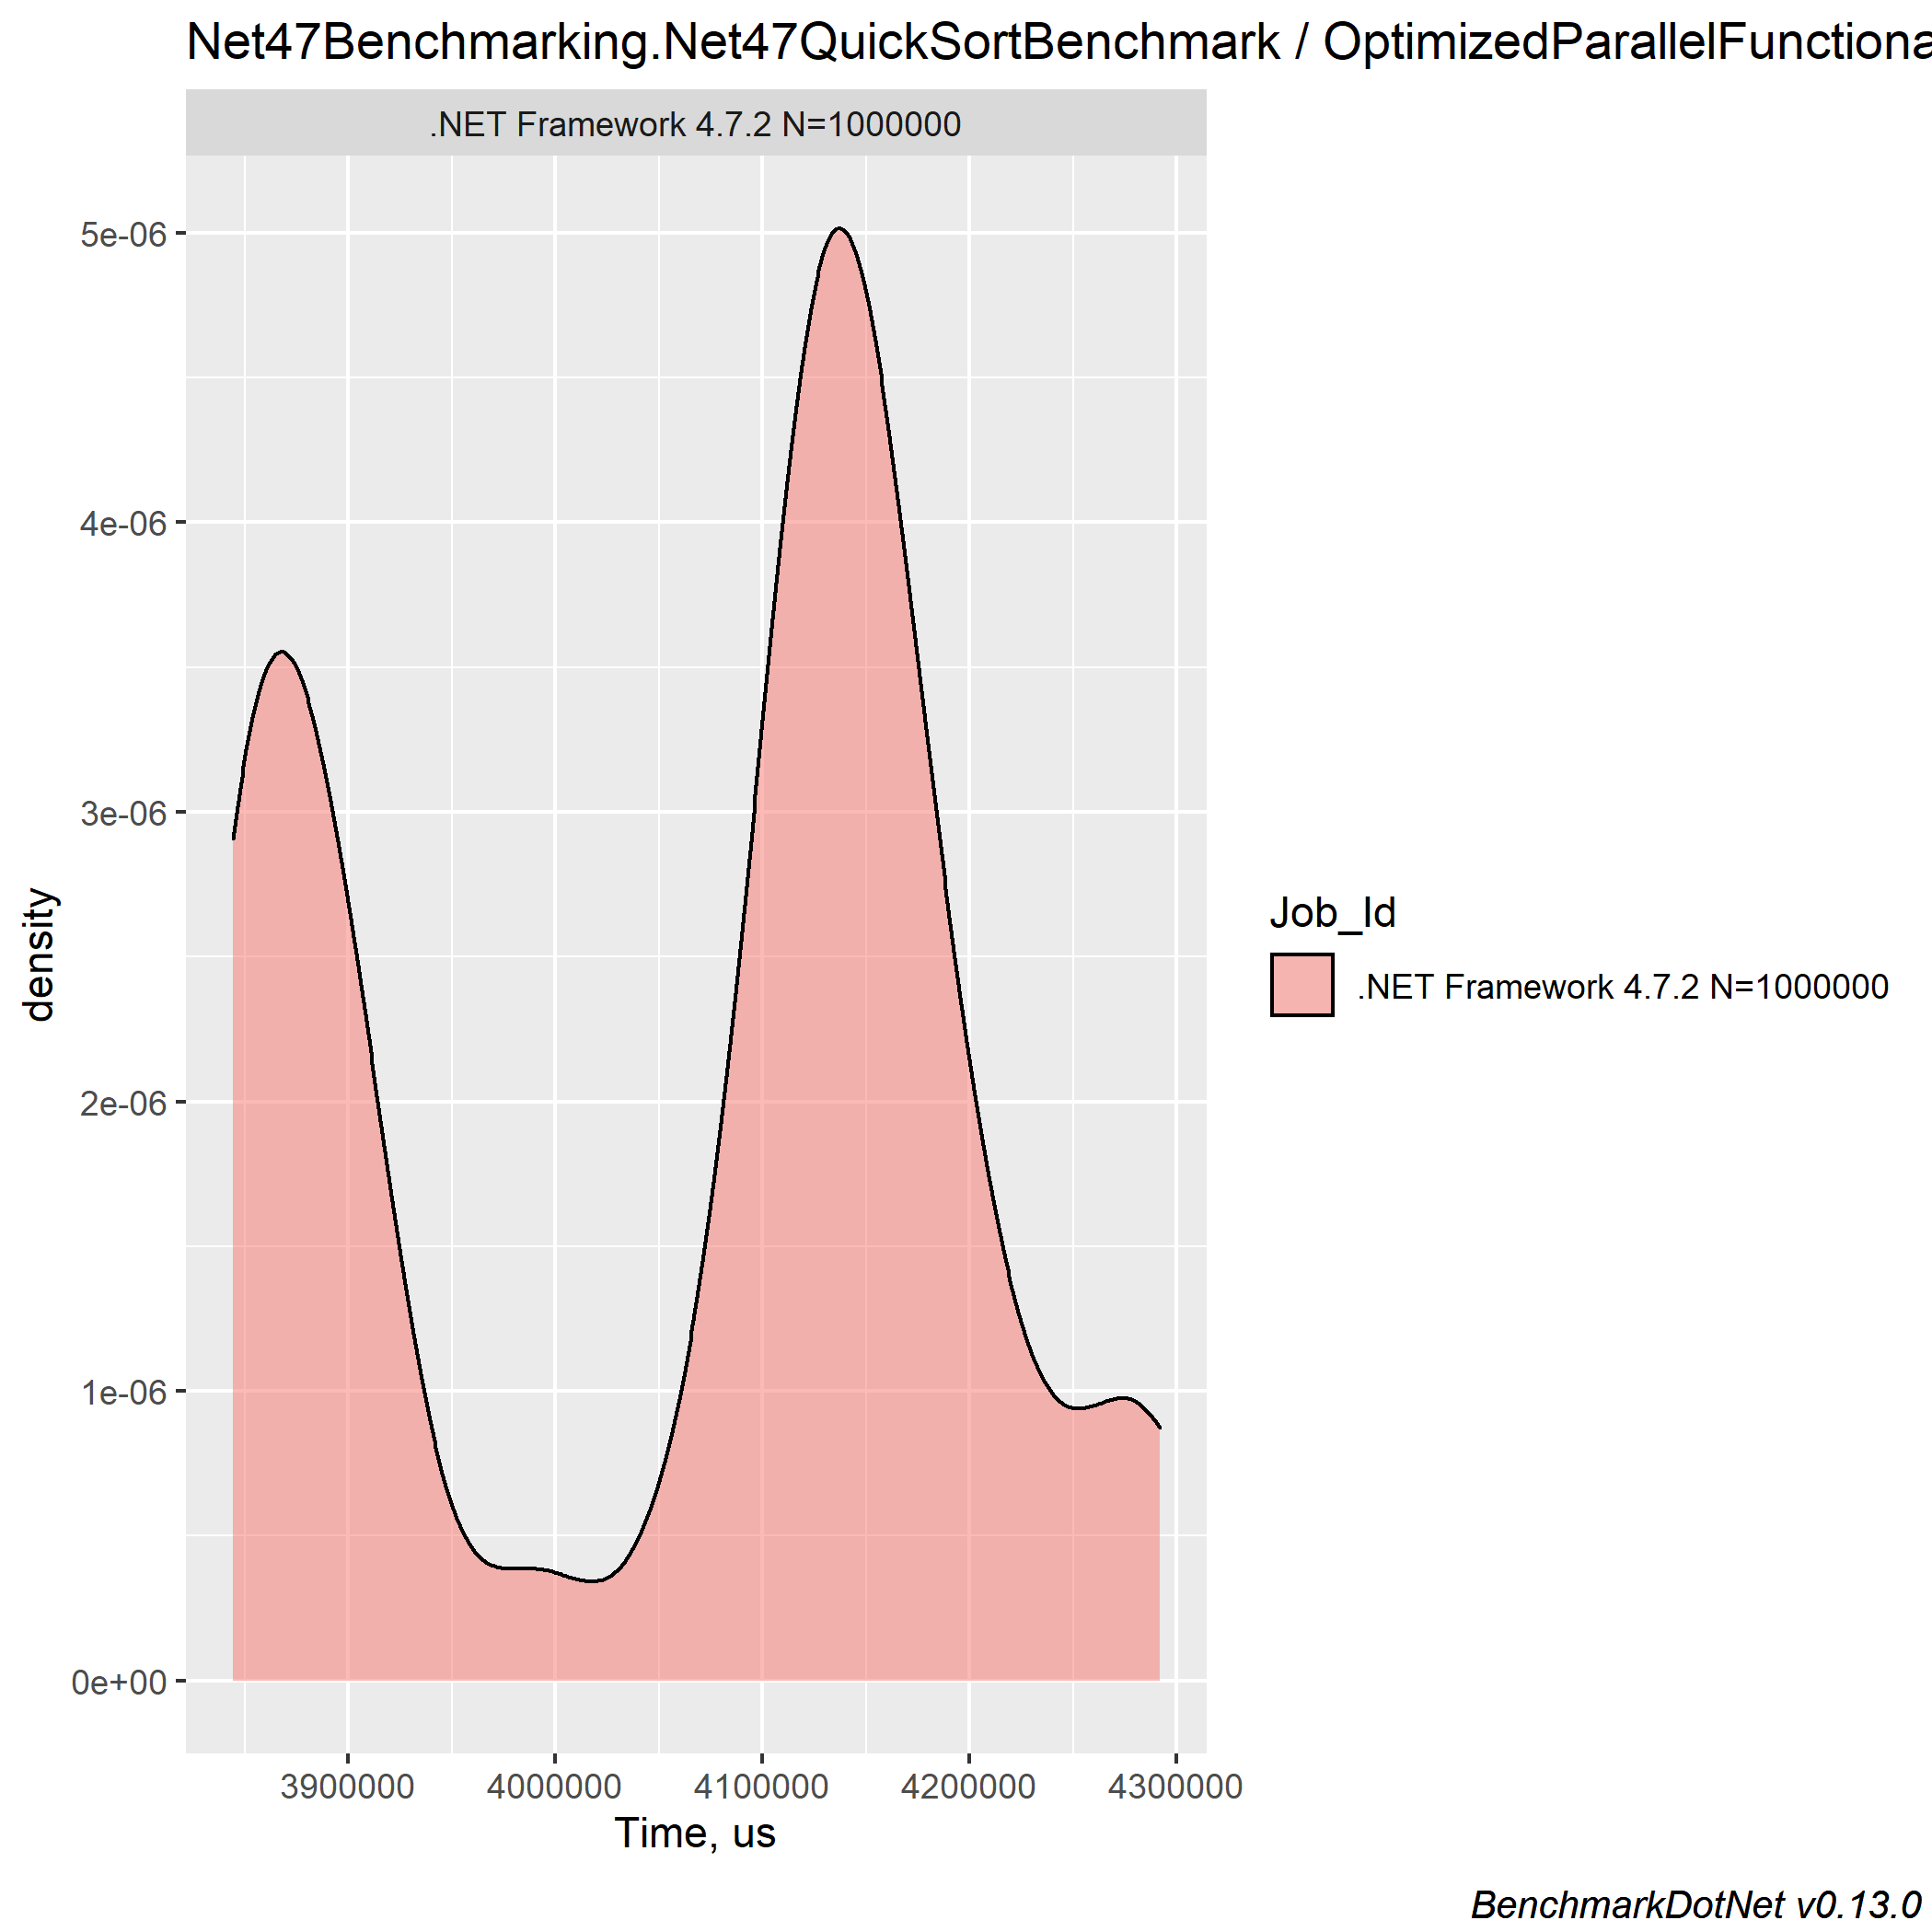 Net47Benchmarking.Net47QuickSortBenchmark / OptimizedParallelFunctiona
.NET Framework 4.7.2 N=1000000
5e-06
4e-06
3e-06
2e-06
1e-06
0e+00
density
3900000 4000000 4100000 4200000 4300000
Time, us
Job_Id
.NET Framework 4.7.2 N=1000000
BenchmarkDotNet v0.13.0